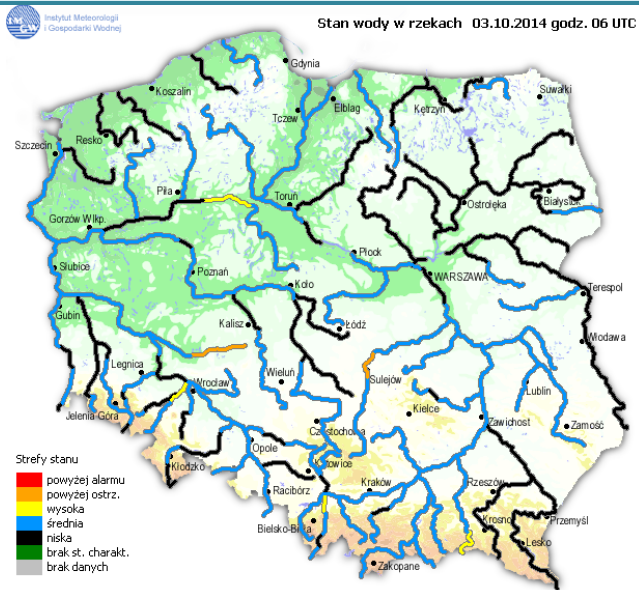 Instytut Meteorologii
i Gospodarki Wodnej
Stan wody w rzekach 03.10.2014 godz. 06 UTC
Gdynia
Koszalin
Suwałki
Elbląg
Kętrzyn
Tczew
Resko
Szczecin
Piła
Białystok
Toruń
Ostrołęka
Gorzów Wlkp.
Płock
Słubice
Poznań
WARSZAWA
Koło
Terespol
Gubin
Kalisz
Łódź
Włodawa
Legnica
Wieluń
Sulejów
Wrocław
Lublin
Jelenia Góra
Kielce
Zawichost
Zamość
Częstochowa
Opole
Strefy stanu
Kłodzko
Katowice
powyżej alarmu
powyżej ostrz.
Racibórz
Kraków
Rzeszów
wysoka
średnia
Bielsko-Biała
Krosno
Przemyśl
niska
Lesko
brak st. charakt.
Zakopane
brak danych